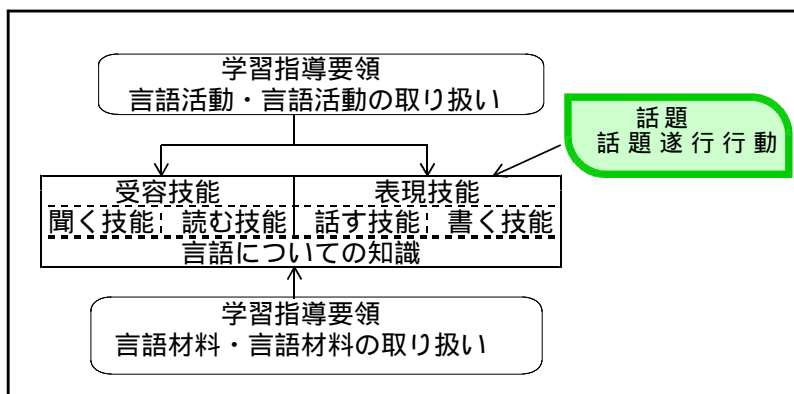 学習指導要領
言語活動・言語活動の取り扱い
話題
話題遂行行動
受容技能 表現技能
聞く技能 読む技能 話す技能 書く技能
言語についての知識
学習指導要領
言語材料・言語材料の取り扱い